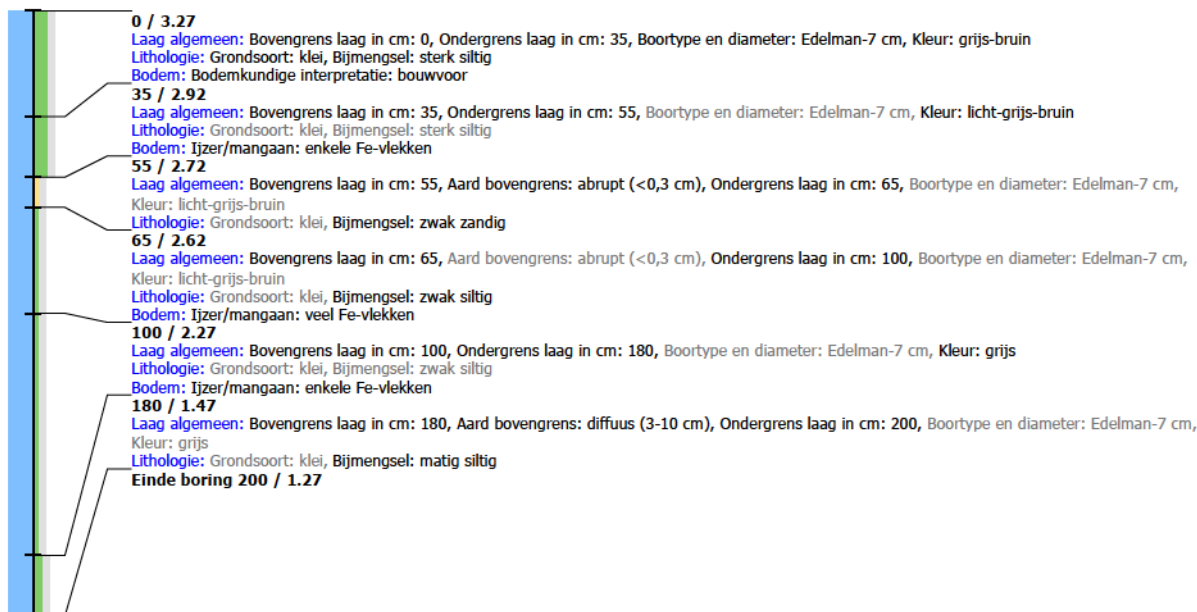 0 / 3.27
Laag algemeen: Bovengrens laag in cm: 0, Ondergrens laag in cm: 35, Boortype en diameter: Edelman-7 cm, Kleur: grijs-bruin
Lithologie: Grondsoort: klei, Bijmengsel: sterk siltig
Bodem: Bodemkundige interpretatie: bouwvoor
35 / 2.92
Laag algemeen: Bovengrens laag in cm: 35, Ondergrens laag in cm: 55, Boortype en diameter: Edelman-7 cm, Kleur: licht-grijs-bruin
Lithologie: Grondsoort: klei, Bijmengsel: sterk siltig
Bodem: Ijzer/mangaan: enkele Fe-vlekken
55 / 2.72
Laag algemeen: Bovengrens laag in cm: 55, Aard bovengrens: abrupt (<0,3 cm), Ondergrens laag in cm: 65, Boortype en diameter: Edelman-7 cm,
Kleur: licht-grijs-bruin
Lithologie: Grondsoort: klei, Bijmengsel: zwak zandig
65 / 2.62
Laag algemeen: Bovengrens laag in cm: 65, Aard bovengrens: abrupt (<0,3 cm), Ondergrens laag in cm: 100, Boortype en diameter: Edelman-7 cm,
Kleur: licht-grijs-bruin
Lithologie: Grondsoort: klei, Bijmengsel: zwak siltig
Bodem: Ijzer/mangaan: veel Fe-vlekken
100 / 2.27
Laag algemeen: Bovengrens laag in cm: 100, Ondergrens laag in cm: 180, Boortype en diameter: Edelman-7 cm, Kleur: grijs
Lithologie: Grondsoort: klei, Bijmengsel: zwak siltig
Bodem: Ijzer/mangaan: enkele Fe-vlekken
180 / 1.47
Laag algemeen: Bovengrens laag in cm: 180, Aard bovengrens: diffuus (3-10 cm), Ondergrens laag in cm: 200, Boortype en diameter: Edelman-7 cm,
Kleur: grijs
Lithologie: Grondsoort: klei, Bijmengsel: matig siltig
Einde boring 200 / 1.27